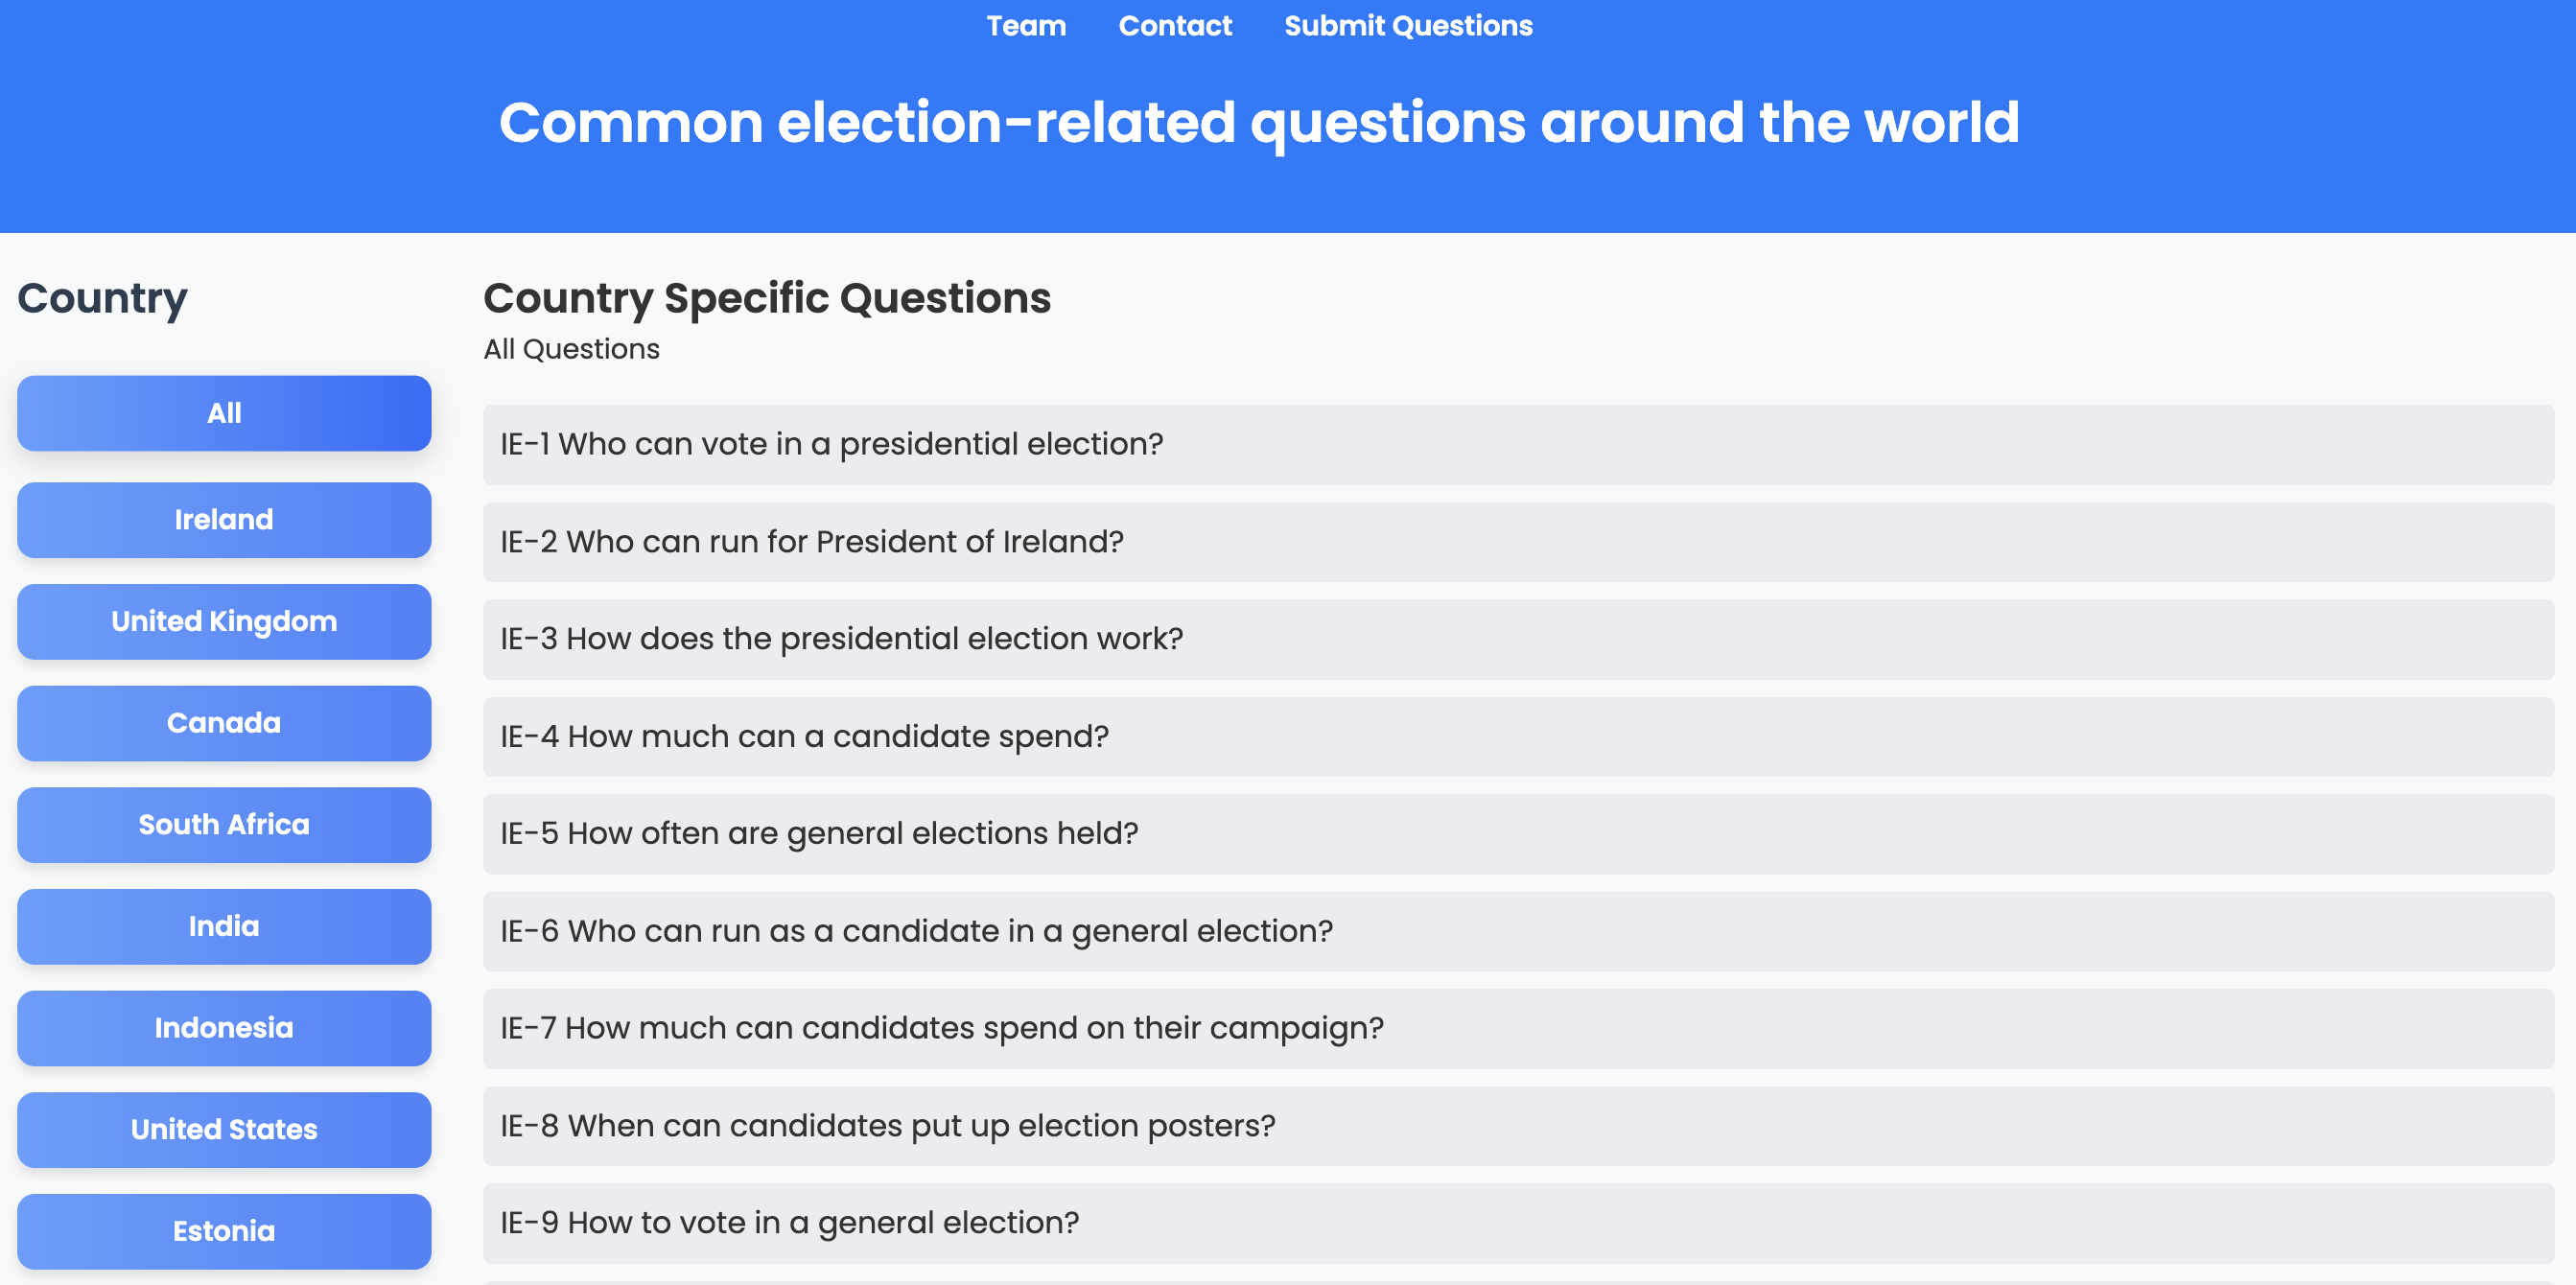 Team Contact Submit Questions
Common election-related questions around the world
Country
All
Ireland
United Kingdom
Canada
South Africa
India
Indonesia
United States
Estonia
Country Specific Questions
All Questions
IE-1 Who can vote in a presidential election?
IE-2 Who can run for President of Ireland?
IE-3 How does the presidential election work?
IE-4 How much can a candidate spend?
IE-5 How often are general elections held?
IE-6 Who can run as a candidate in a general election?
IE-7 How much can candidates spend on their campaign?
IE-8 When can candidates put up election posters?
IE-9 How to vote in a general election?